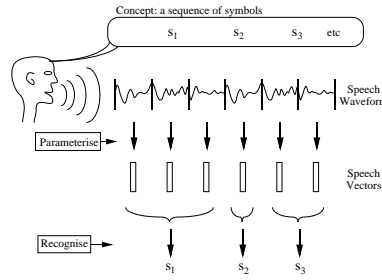 Concept: a sequence of symbols
s1 s2 s3 etc
Speech
Waveform
Parameterise
Speech
Vectors
Recognise
s1 s2 s3